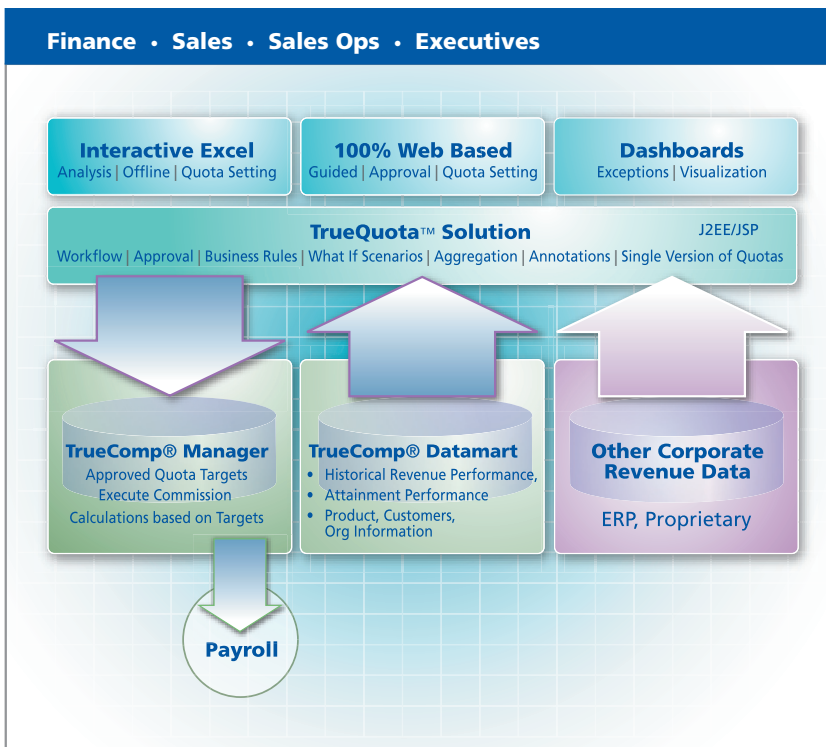 Finance • Sales • Sales Ops • Executives
Interactive Excel
Analysis | Offline | Quota Setting
100% Web Based
Guided | Approval | Quota Setting
Dashboards
Exceptions | Visualization
TrueQuota™ Solution
J2EE/JSP
Workflow | Approval | Business Rules | What If Scenarios | Aggregation | Annotations | Single Version of Quotas
TrueComp® Manager
Approved Quota Targets
Execute Commission
Calculations based on Targets
TrueComp® Datamart
• Historical Revenue Performance,
• Attainment Performance
• Product, Customers,
Org Information
Other Corporate
Revenue Data
ERP, Proprietary
Payroll